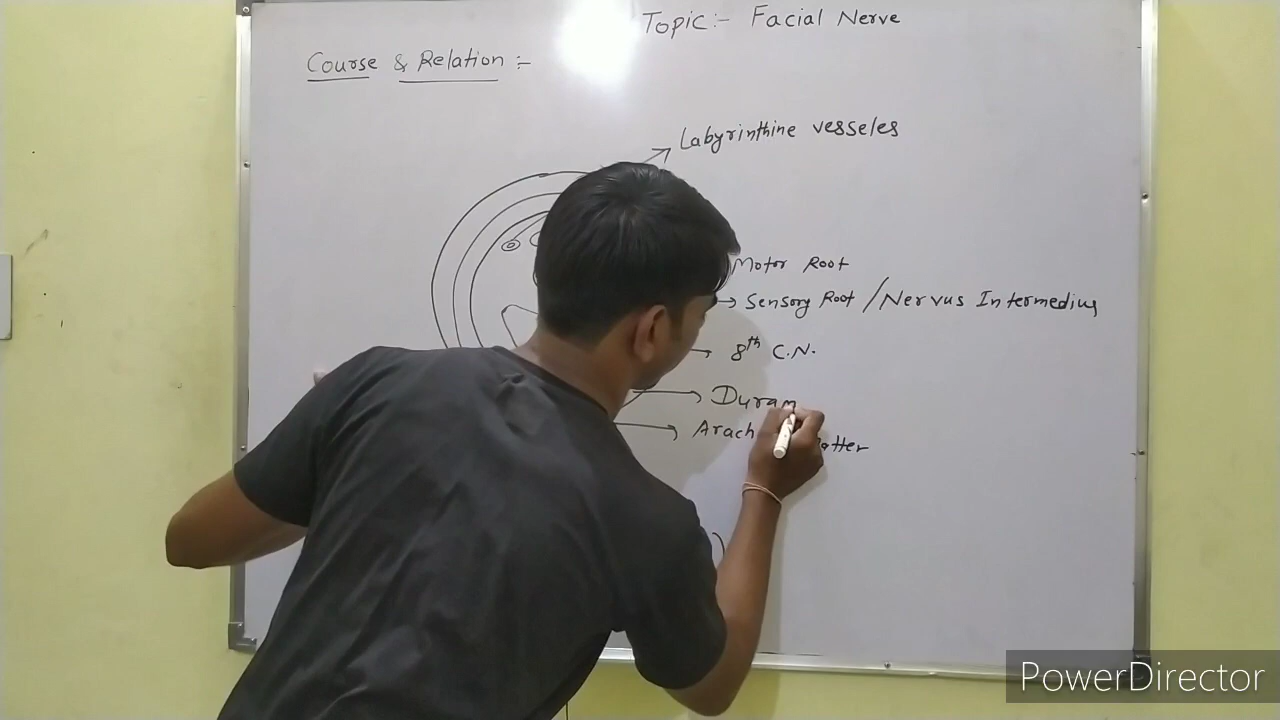 Topic:- Facial Nerve
Course & Relation :-
Labyrinthine vesseles
Motor Root
Sensory Root / Nervus Intermedius
8th C.N.
Duram
Arach atter
PowerDirector